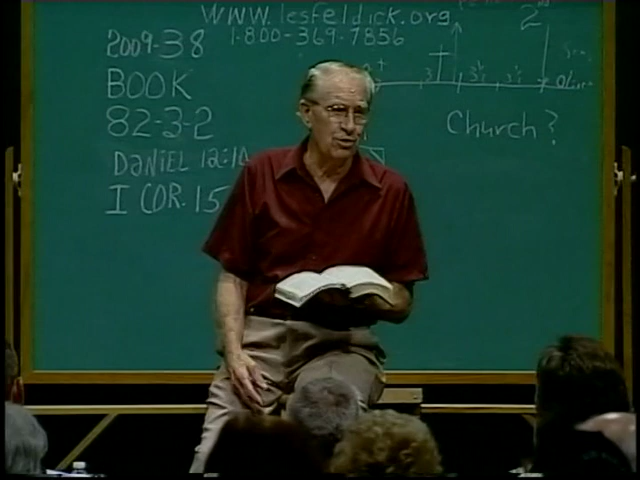 www.lesfeldick.org
2ND
2009-38
1-800-369-7856
BOOK
Church?
82-3-2
DANIEL 12:10
I COR. 15